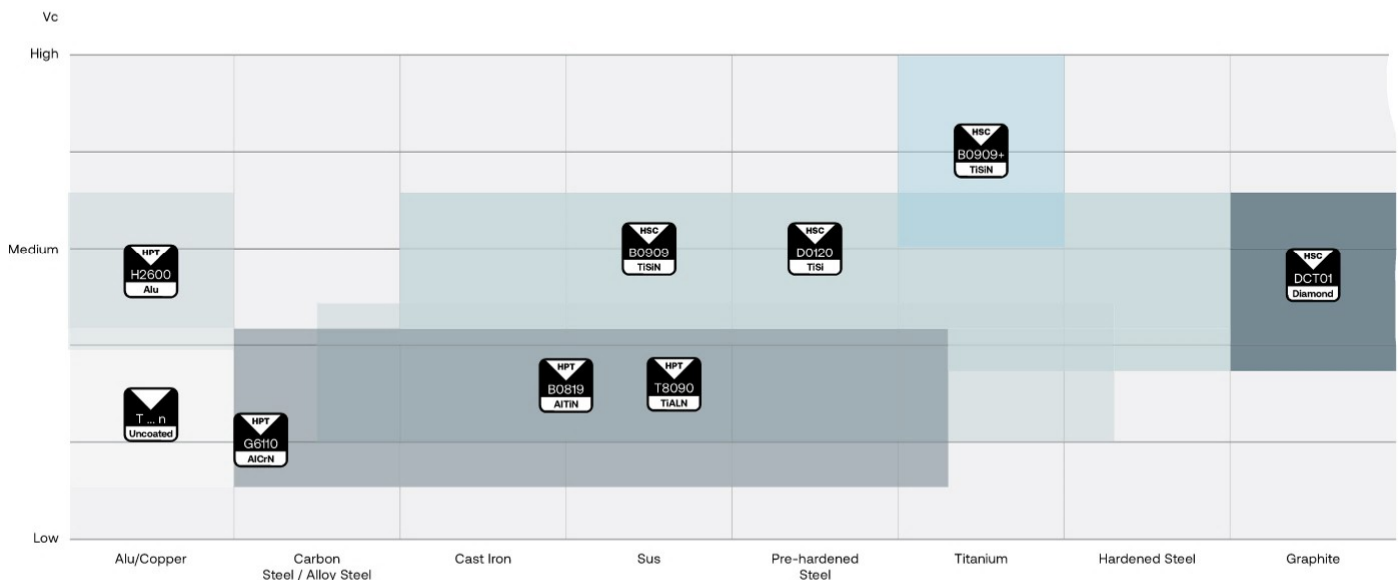 Vc
High
HSC
B0909+
TiSiN
HPT
H2600
Alu
Medium
HSC
B0909
TiSiN
HSC
D0120
TiSi
HSC
DCT01
Diamond
T ... n
Uncoated
HPT
G6110
AlCrN
HPT
B0819
AlTiN
HPT
T8090
TiALN
Low
Alu/Copper
Carbon
Steel / Alloy Steel
Cast Iron
Sus
Pre-hardened
Steel
Titanium
Hardened Steel
Graphite